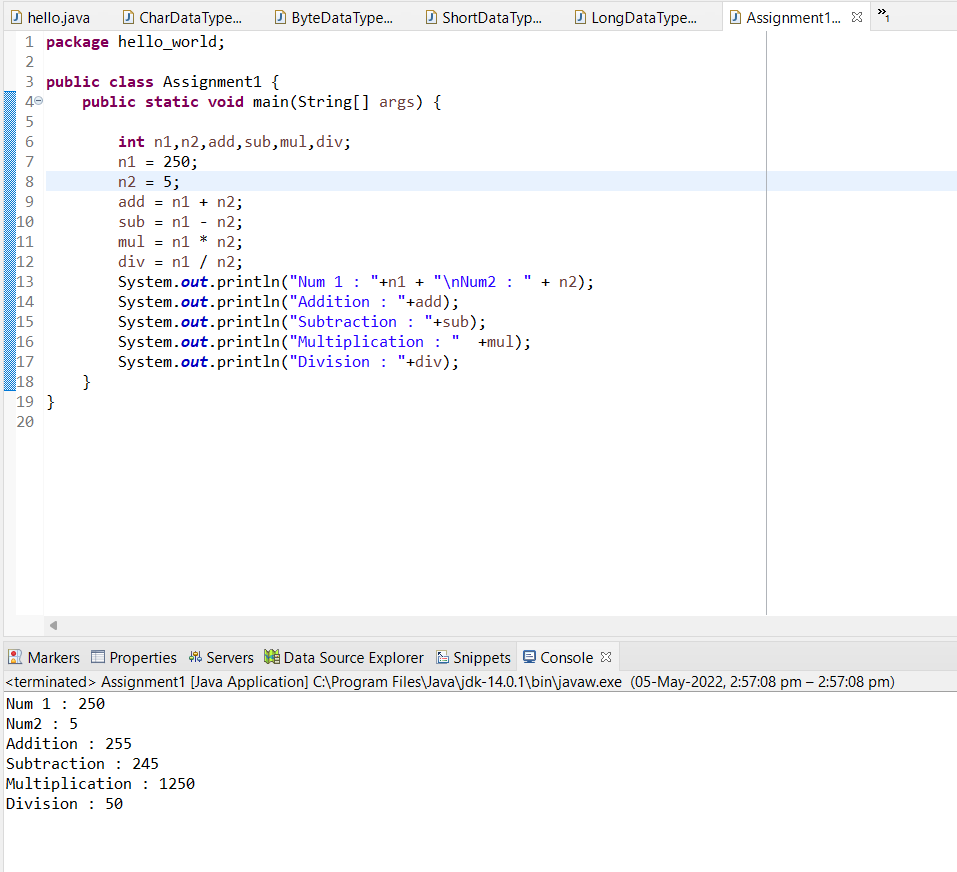 hello.java CharDataType... ByteDataType... ShortDataTyp... LongDataType... Assignment1... »1
1 package hello_world;
2
3 public class Assignment1 {
4 public static void main(String[] args) {
5
6 int n1,n2,add,sub,mul,div;
7 n1 = 250;
8 n2 = 5;
9 add = n1 + n2;
10 sub = n1 - n2;
11 mul = n1 * n2;
12 div = n1 / n2;
13 System.out.println("Num 1 : "+n1 + "\nNum2 : " + n2);
14 System.out.println("Addition : "+add);
15 System.out.println("Subtraction : "+sub);
16 System.out.println("Multiplication : "  +mul);
17 System.out.println("Division : "+div);
18 }
19 }
20
Markers Properties Servers Data Source Explorer Snippets Console
<terminated> Assignment1 [Java Application] C:\Program Files\Java\jdk-14.0.1\bin\javaw.exe (05-May-2022, 2:57:08 pm – 2:57:08 pm)
Num 1 : 250
Num2 : 5
Addition : 255
Subtraction : 245
Multiplication : 1250
Division : 50